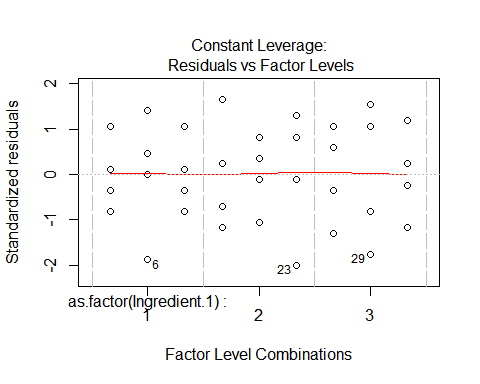 Constant Leverage:
Residuals vs Factor Levels
Standardized residuals
2
1
0
-1
-2
6
23
29
as.factor(Ingredient.1) :
1
2
3
Factor Level Combinations